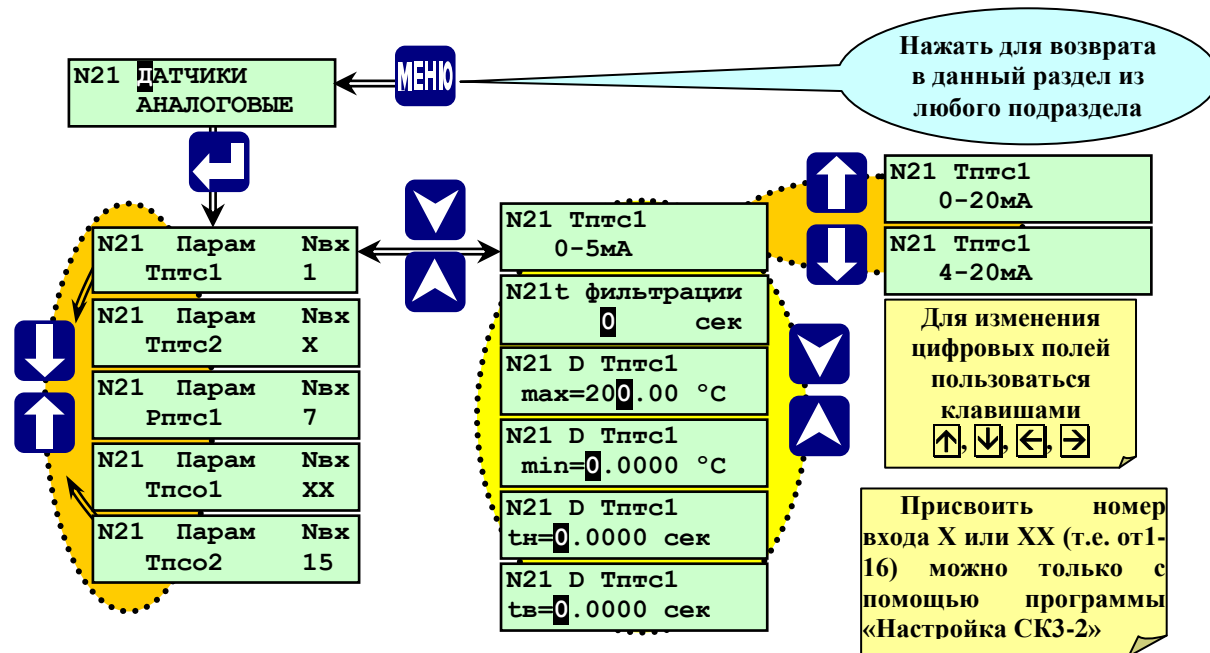 N21 ДАТЧИКИ
АНАЛОГОВЫЕ
МЕНЮ
Нажать для возврата
в данный раздел из
любого подраздела
N21 Парам Nвх
Тптс1 1
N21 Парам Nвх
Тптс2 X
N21 Парам Nвх
Рптс1 7
N21 Парам Nвх
Тпсо1 XX
N21 Парам Nвх
Тпсо2 15
N21 Тптс1
0-5мА
N21t фильтрации
0 сек
N21 D Тптс1
max=200.00 °C
N21 D Тптс1
min=0.0000 °C
N21 D Тптс1
tн=0.0000 сек
N21 D Тптс1
tв=0.0000 сек
N21 Тптс1
0-20мА
N21 Тптс1
4-20мА
Для изменения
цифровых полей
пользоваться
клавишами
↑, ↓, ←, →
Присвоить номер
входа X или XX (т.е. от1-
16) можно только с
помощью программы
«Настройка СК3-2»